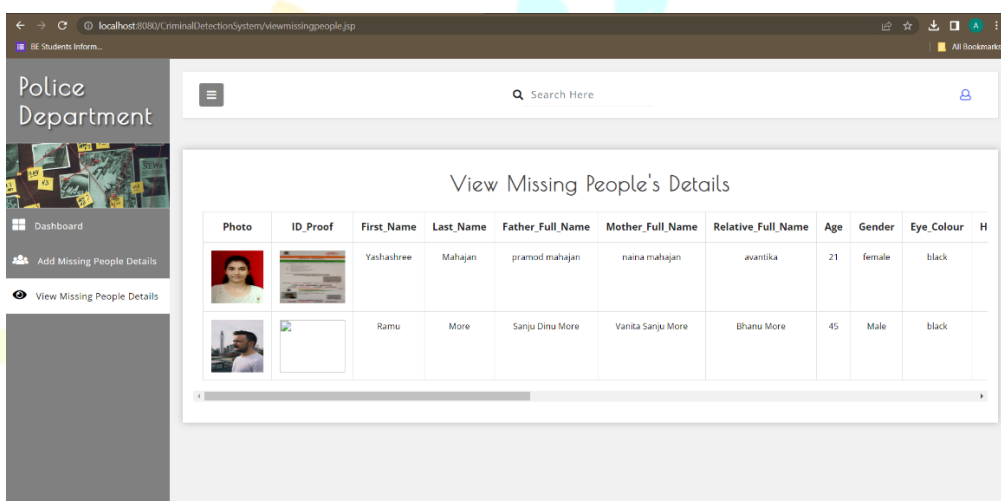 localhost:8080/CriminalDetectionSystem/viewmissingpeople.jsp
A
BE Students Inform...
All Bookmarks
Police
Department
Search Here
NEWS
Dashboard
Add Missing People Details
View Missing People Details
View Missing People's Details
Photo ID_Proof First_Name Last_Name Father_Full_Name Mother_Full_Name Relative_Full_Name Age Gender Eye_Colour H
Yashashree Mahajan pramod mahajan naina mahajan avantika 21 female black
Ramu More Sanju Dinu More Vanita Sanju More Bhanu More 45 Male black